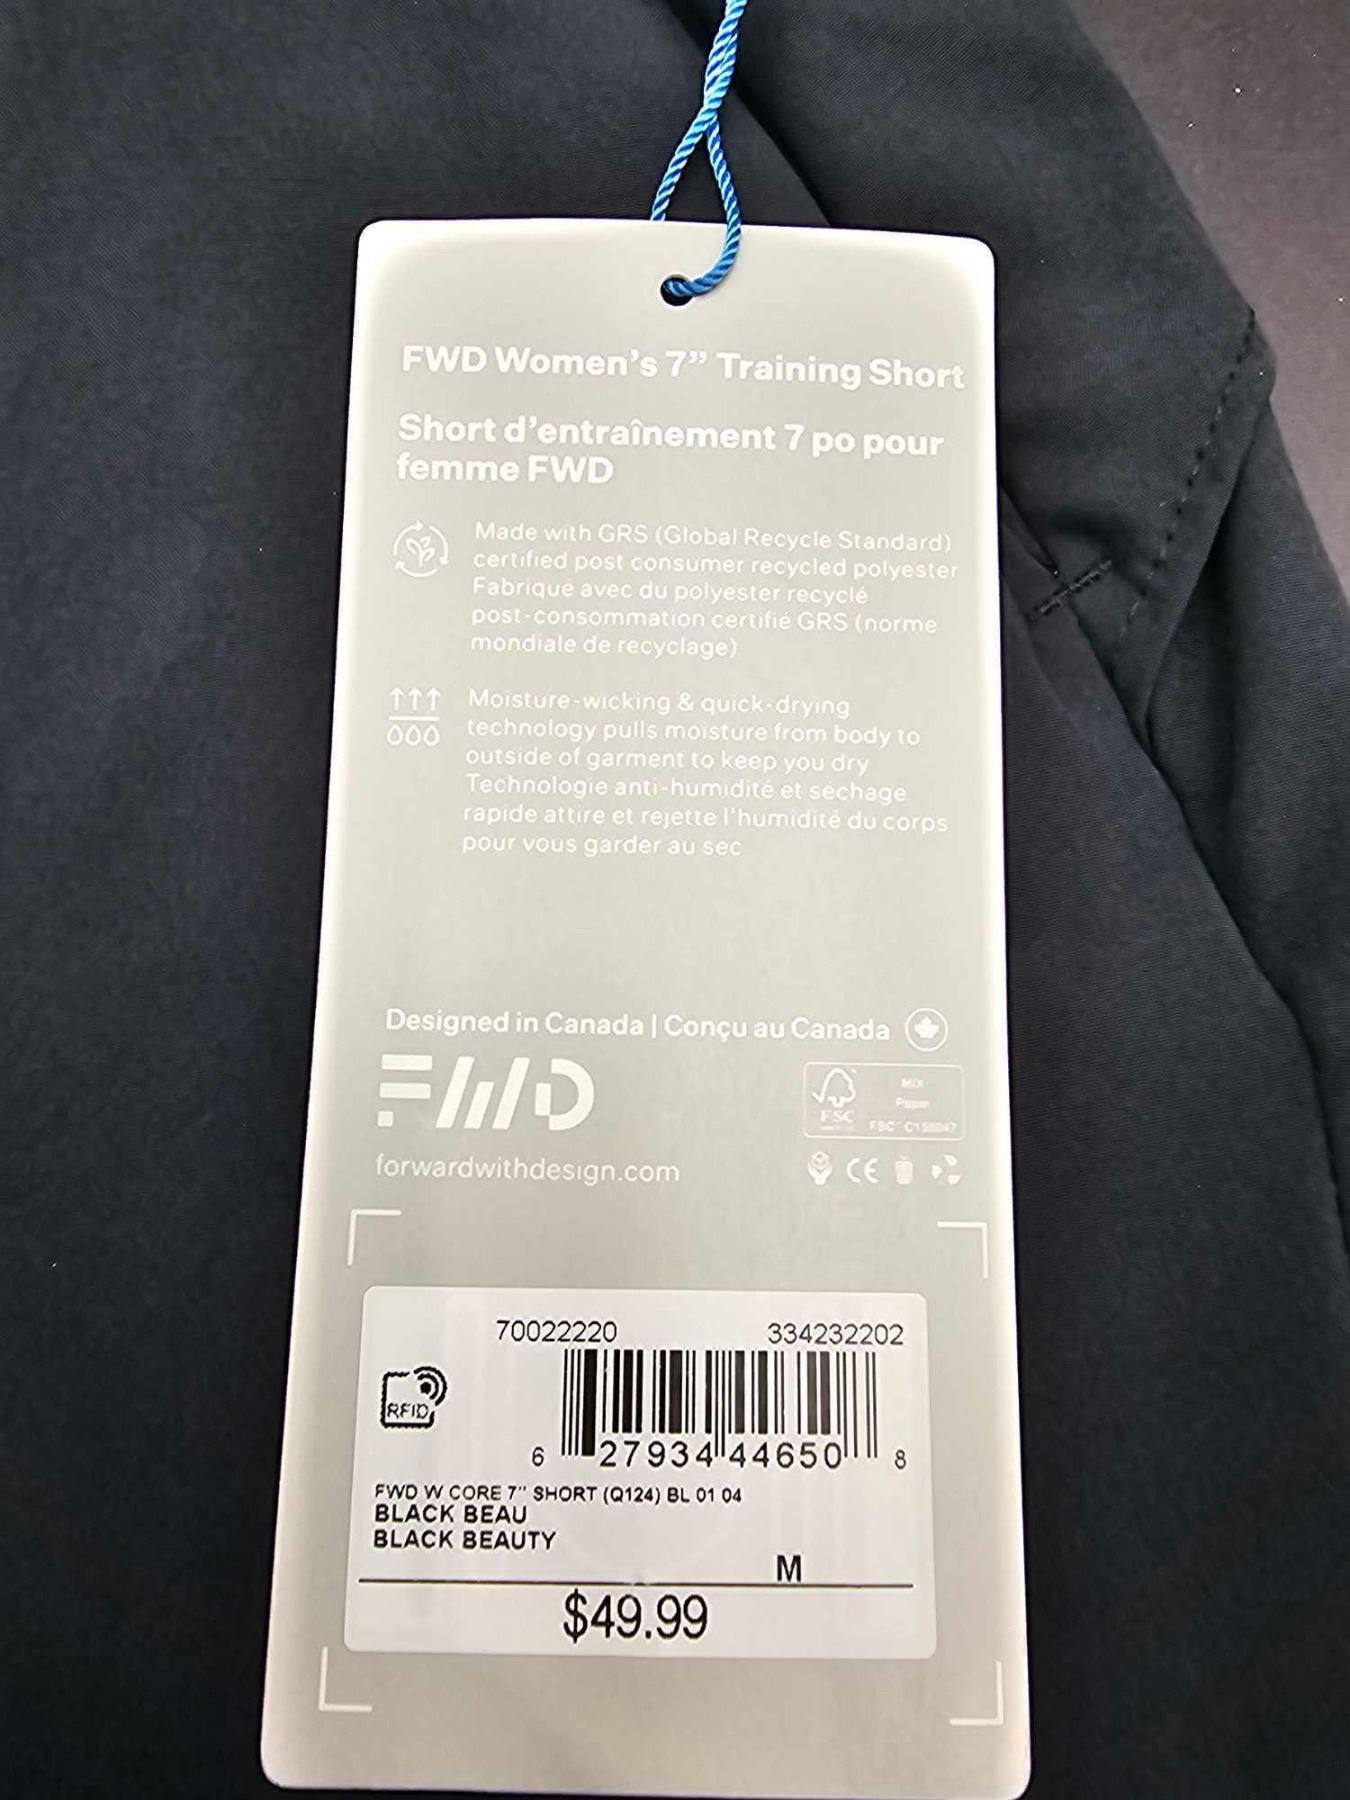 FWD Women's 7" Training Short
Short d'entraînement 7 po pour
femme FWD
Made with GRS (Global Recycle Standard)
certified post consumer recycled polyester
Fabriqué avec du polyester recyclé
post-consommation certifié GRS (norme
mondiale de recyclage)
Moisture-wicking & quick-drying
technology pulls moisture from body to
outside of garment to keep you dry
Technologie anti-humidité et séchage
rapide attire et rejette l'humidité du corps
pour vous garder au sec
Designed in Canada | Conçu au Canada
FWD
MIX
Paper
FSC
FSC® C156047
forwardwithdesign.com
CE
70022220 334232202
RFID
6 27934 44650 8
FWD W CORE 7" SHORT (Q124) BL 01 04
BLACK BEAU
BLACK BEAUTY
M
$49.99